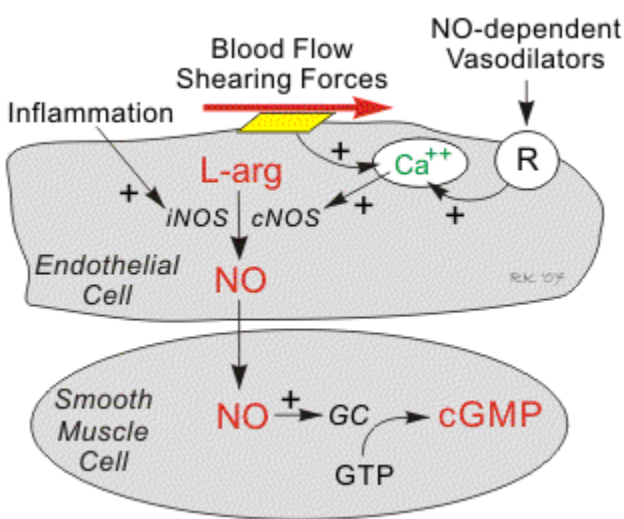 NO-dependent
Vasodilators
Blood Flow
Shearing Forces
Inflammation
R
+
Ca++
L-arg
+
+
+
iNOS
cNOS
Endothelial
Cell
NO
RK '07
Smooth
Muscle
Cell
NO
+
GC
cGMP
GTP